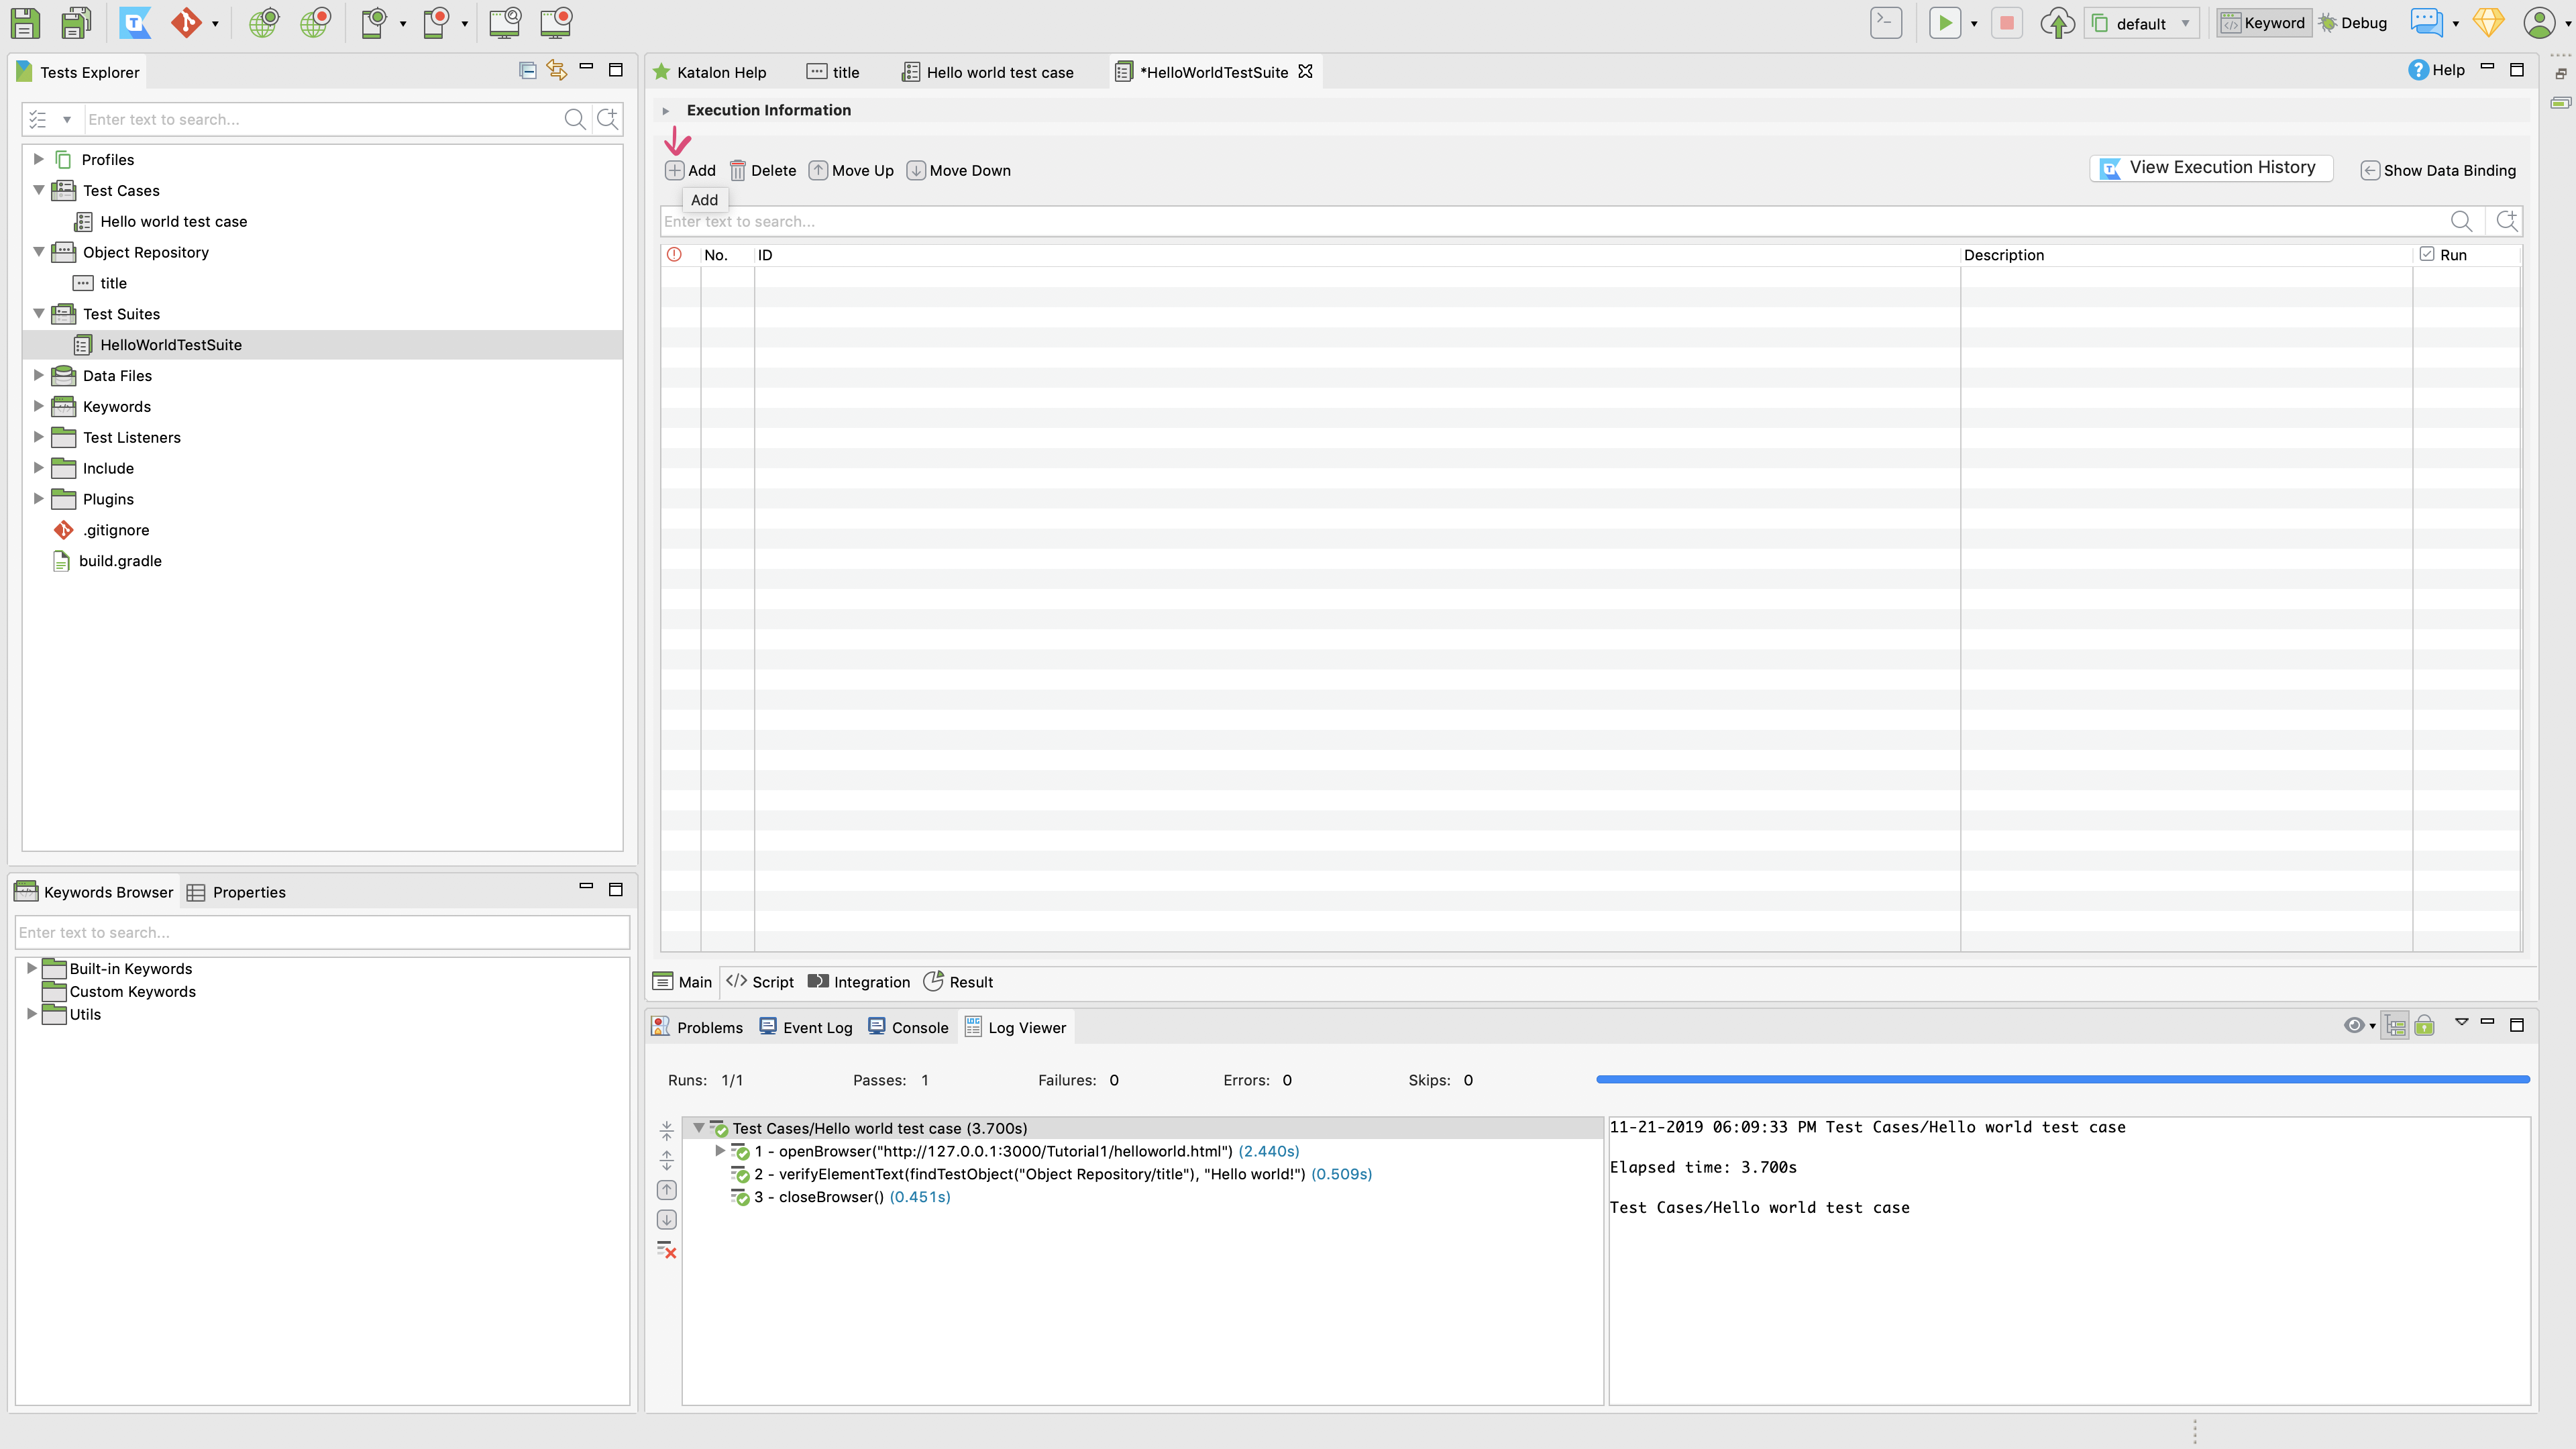 default
Keyword
Debug
Tests Explorer
Enter text to search...
Profiles
Test Cases
Hello world test case
Object Repository
title
Test Suites
HelloWorldTestSuite
Data Files
Keywords
Test Listeners
Include
Plugins
.gitignore
build.gradle
Keywords Browser
Properties
Enter text to search...
Built-in Keywords
Custom Keywords
Utils
Katalon Help
title
Hello world test case
*HelloWorldTestSuite
Help
Execution Information
Add
Delete
Move Up
Move Down
View Execution History
Show Data Binding
Add
Enter text to search...
No.
ID
Description
Run
Main
Script
Integration
Result
Problems
Event Log
Console
Log Viewer
Runs: 1/1
Passes: 1
Failures: 0
Errors: 0
Skips: 0
Test Cases/Hello world test case (3.700s)
1 - openBrowser("http://127.0.0.1:3000/Tutorial1/helloworld.html") (2.440s)
2 - verifyElementText(findTestObject("Object Repository/title"), "Hello world!") (0.509s)
3 - closeBrowser() (0.451s)
11-21-2019 06:09:33 PM Test Cases/Hello world test case
Elapsed time: 3.700s
Test Cases/Hello world test case